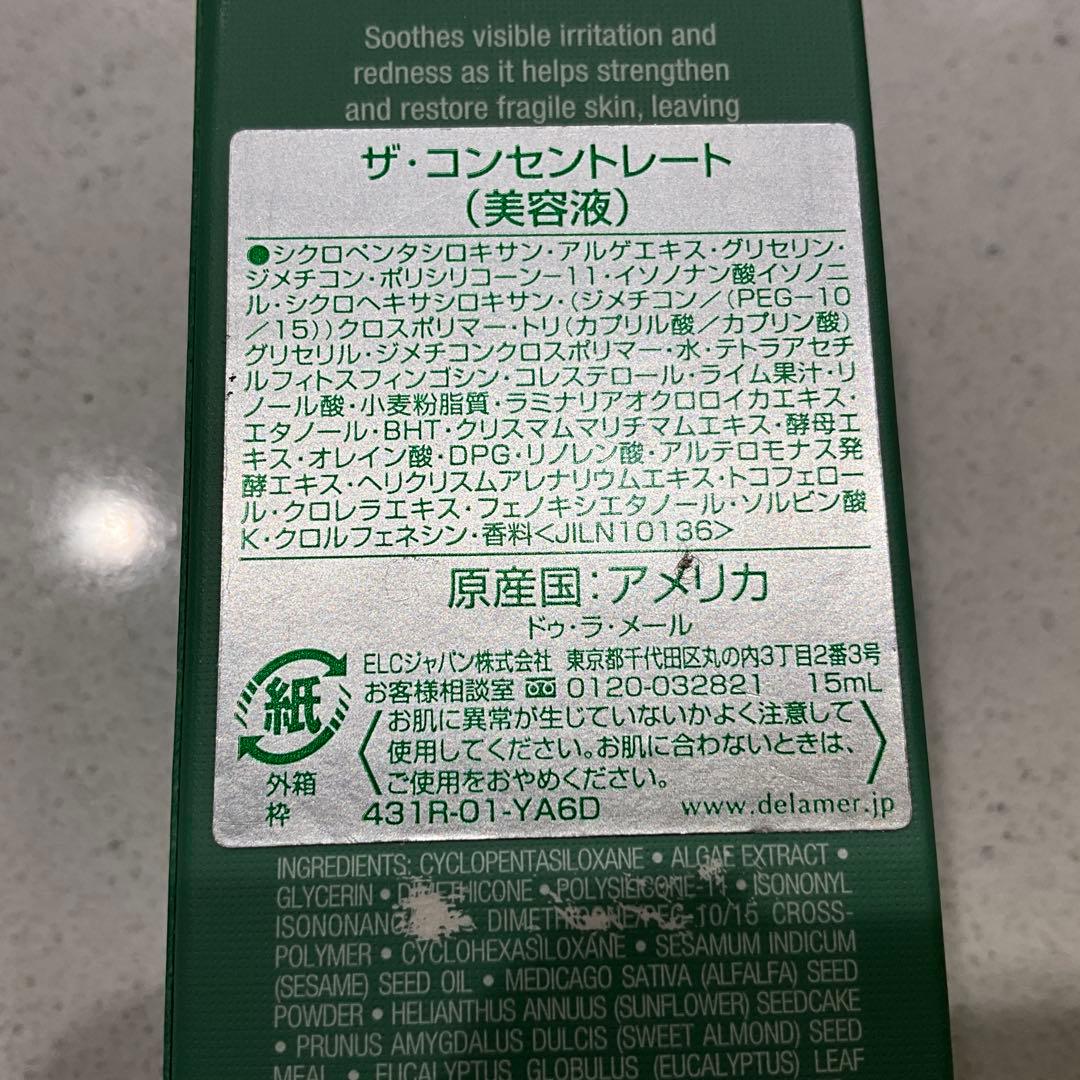 Soothes visible irritation and
redness as it helps strengthen
and restore fragile skin, leaving
ザ・コンセントレート
(美容液)
●シクロペンタシロキサン・アルゲエキス・グリセリン・
ジメチコン・ポリシリコーン-11・イソノナン酸イソノニ
ル・シクロヘキサシロキサン・(ジメチコン/(PEG-10
/15))クロスポリマー・トリ(カプリル酸/カプリン酸)
グリセリル・ジメチコンクロスポリマー・水・テトラアセチ
ルフィトスフィンゴシン・コレステロール・ライム果汁・リ
ノール酸・小麦粉脂質・ラミナリアオクロロイカエキス・
エタノール・BHT・クリスマムマリチマムエキス・酵母エ
キス・オレイン酸・DPG・リノレン酸・アルテロモナス発
酵エキス・ヘリクリスムアレナリウムエキス・トコフェロー
ル・クロレラエキス・フェノキシエタノール・ソルビン酸
K・クロルフェネシン・香料<JILN10136>
原産国:アメリカ
ドゥ・ラ・メール
ELCジャパン株式会社 東京都千代田区丸の内3丁目2番3号
お客様相談室 0120-032821 15mL
お肌に異常が生じていないかよく注意して
使用してください。お肌に合わないときは、
ご使用をおやめください。
紙
外箱
枠
431R-01-YA6D www.delamer.jp
INGREDIENTS: CYCLOPENTASILOXANE • ALGAE EXTRACT •
GLYCERIN • DIMETHICONE • POLYSILICONE-11 • ISONONYL
DIMETHICONE/PEG-10/15 CROSS-
POLYMER • CYCLOHEXASILOXANE • SESAMUM INDICUM
(SESAME) SEED OIL • MEDICAGO SATIVA (ALFALFA) SEED
POWDER • HELIANTHUS ANNUUS (SUNFLOWER) SEEDCAKE
• PRUNUS AMYGDALUS DULCIS (SWEET ALMOND) SEED
MEAL • EUCALYPTUS GLOBULUS (EUCALYPTUS) LEAF